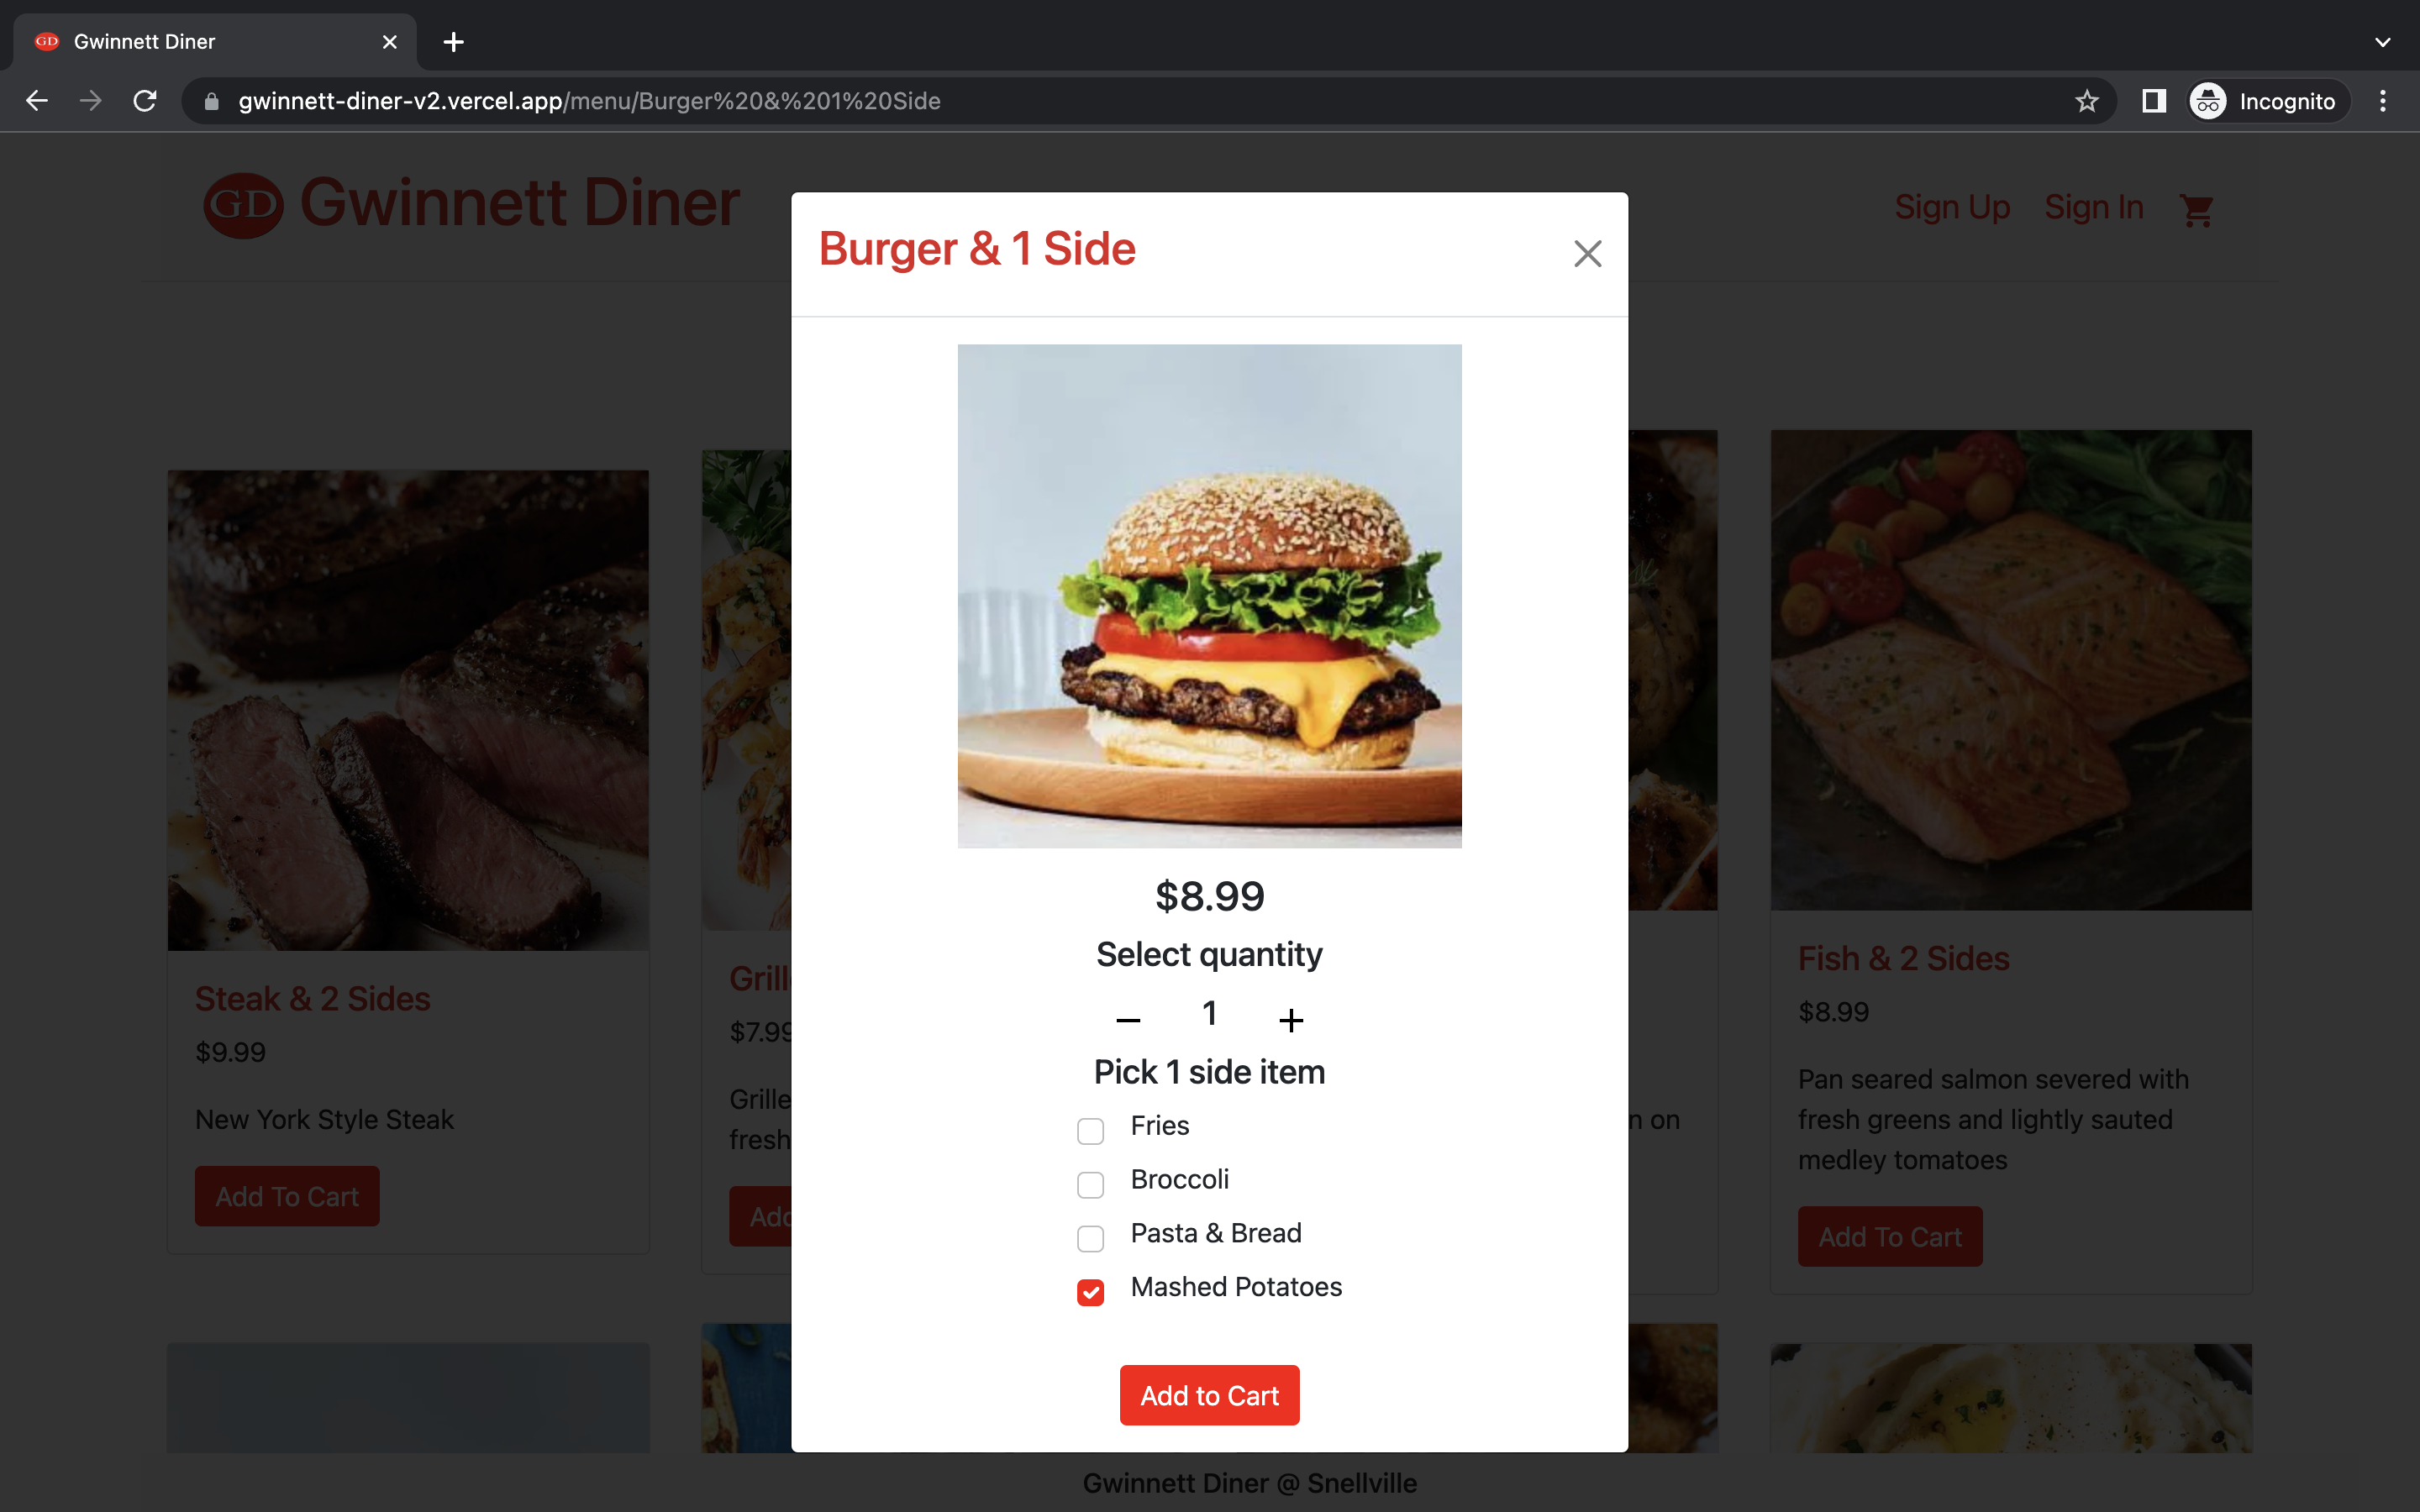 GD Gwinnett Diner
gwinnett-diner-v2.vercel.app/menu/Burger%20&%201%20Side
Incognito
GD Gwinnett Diner
Sign Up Sign In
Burger & 1 Side
$8.99
Select quantity
− 1 +
Pick 1 side item
Fries
Broccoli
Pasta & Bread
Mashed Potatoes
Add to Cart
Steak & 2 Sides
$9.99
New York Style Steak
Add To Cart
Grill
$7.99
Grille
fresh
Add
n on
Fish & 2 Sides
$8.99
Pan seared salmon severed with
fresh greens and lightly sauted
medley tomatoes
Add To Cart
Gwinnett Diner @ Snellville